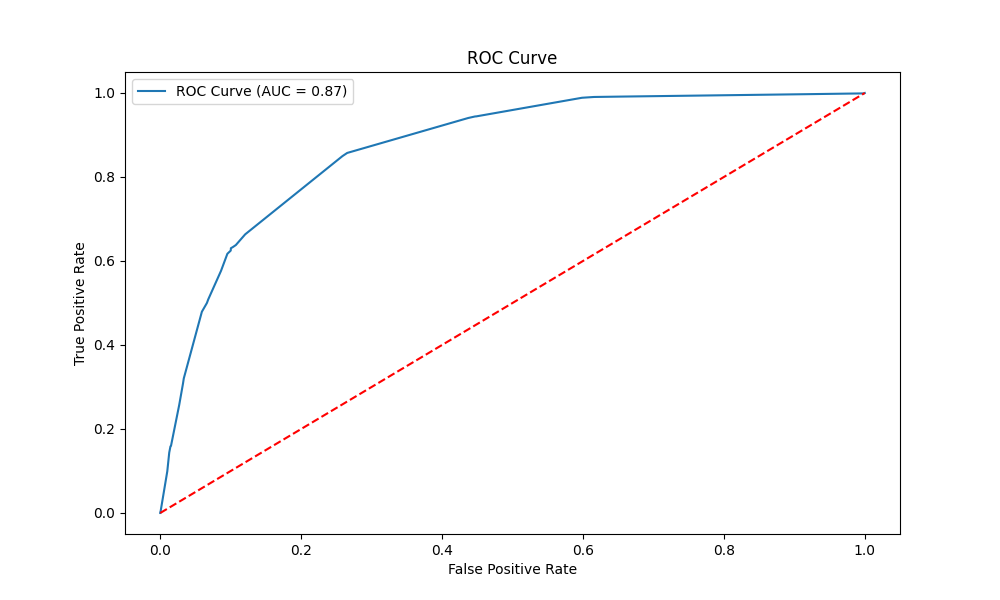 ROC Curve
ROC Curve (AUC = 0.87)
True Positive Rate
1.0
0.8
0.6
0.4
0.2
0.0
0.0 0.2 0.4 0.6 0.8 1.0
False Positive Rate